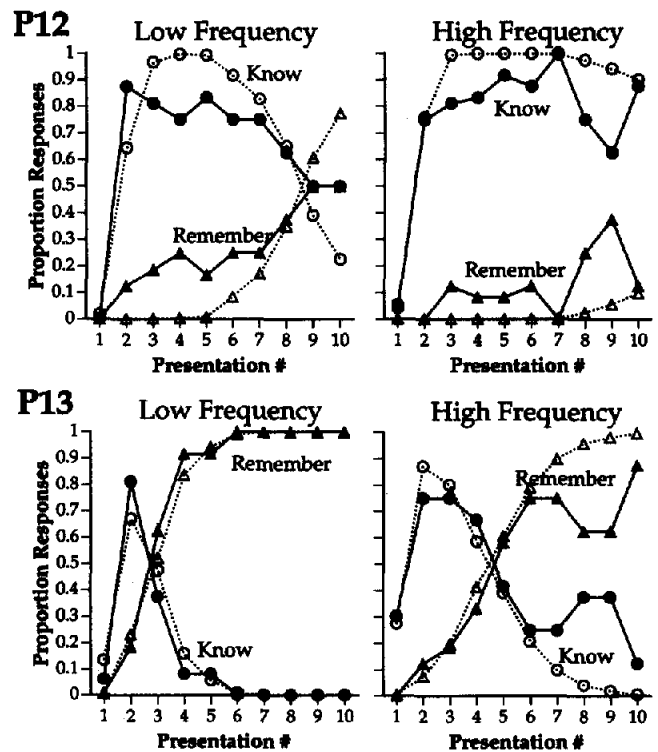 P12
Low Frequency
High Frequency
Proportion Responses
1
0.9
0.8
0.7
0.6
0.5
0.4
0.3
0.2
0.1
0
Know
Remember
1 2 3 4 5 6 7 8 9 10
Presentation #
Know
Remember
1 2 3 4 5 6 7 8 9 10
Presentation #
P13
Low Frequency
High Frequency
Proportion Responses
1
0.9
0.8
0.7
0.6
0.5
0.4
0.3
0.2
0.1
0
Remember
Know
1 2 3 4 5 6 7 8 9 10
Presentation #
Remember
Know
1 2 3 4 5 6 7 8 9 10
Presentation #